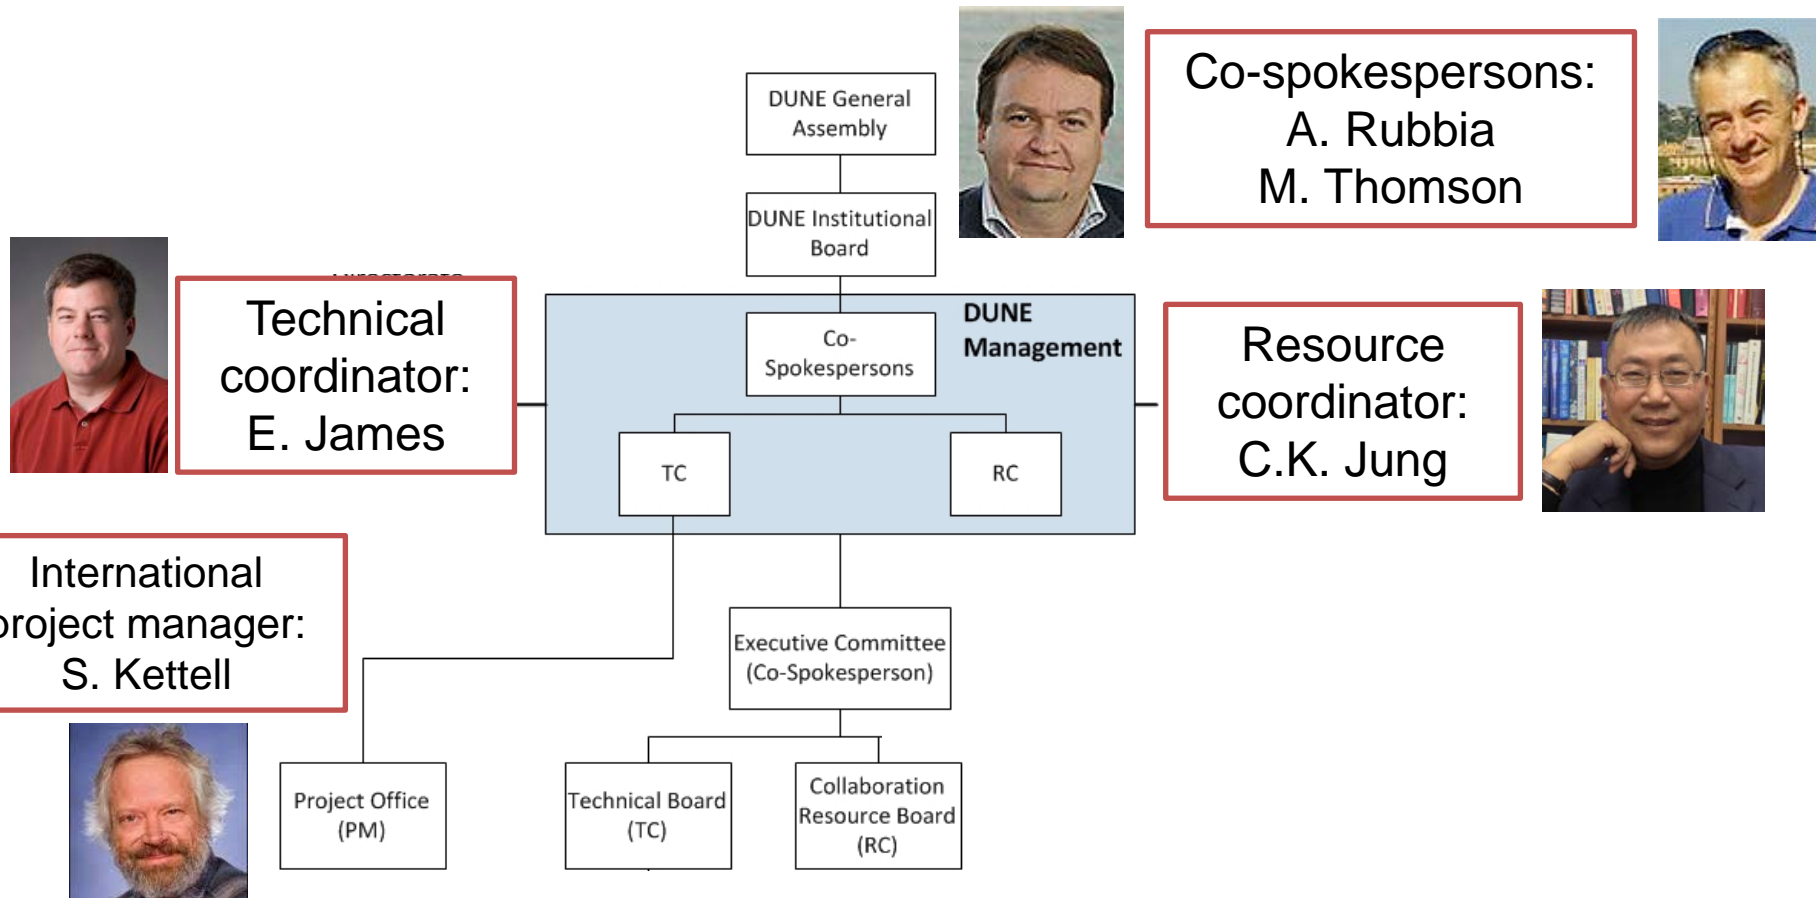 DUNE General
Assembly
Co-spokespersons:
A. Rubbia
M. Thomson
DUNE Institutional
Board
Technical
coordinator:
E. James
DUNE
Management
Co-
Spokespersons
TC
RC
Resource
coordinator:
C.K. Jung
International
project manager:
S. Kettell
Executive Committee
(Co-Spokesperson)
Project Office
(PM)
Technical Board
(TC)
Collaboration
Resource Board
(RC)